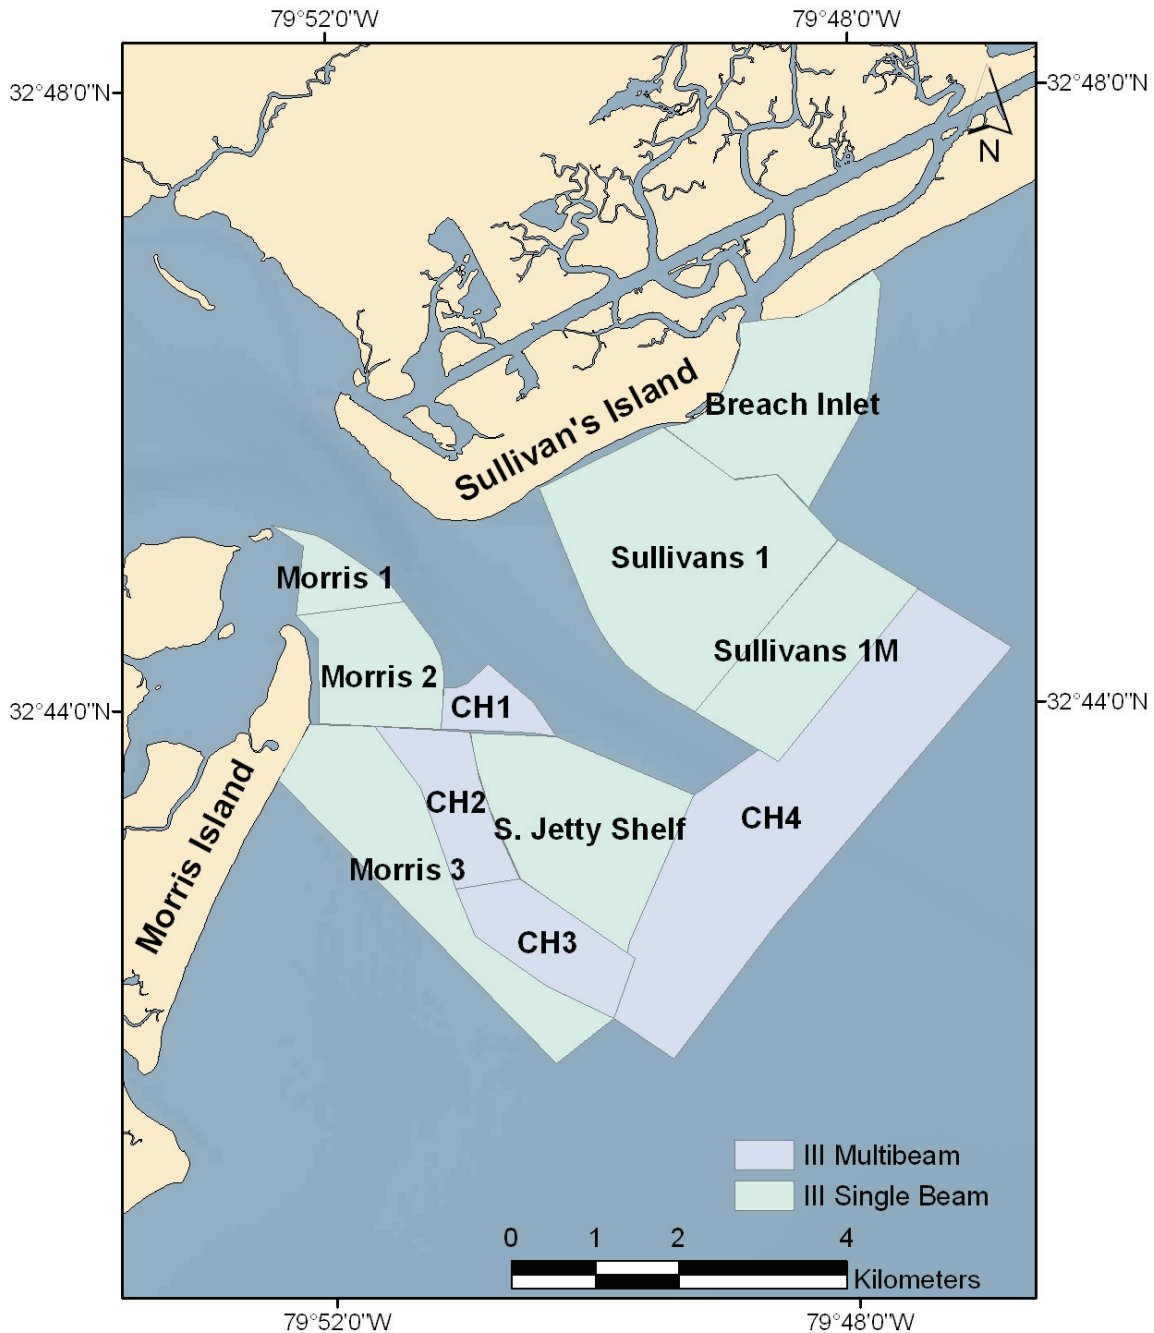 79°52'0"W
79°48'0"W
32°48'0"N
32°48'0"N
N
Breach Inlet
Sullivan's Island
Sullivans 1
Morris 1
Sullivans 1M
Morris 2
CH1
32°44'0"N
32°44'0"N
CH2
CH4
S. Jetty Shelf
Morris Island
Morris 3
CH3
III Multibeam
III Single Beam
0 1 2 4
Kilometers
79°52'0"W
79°48'0"W